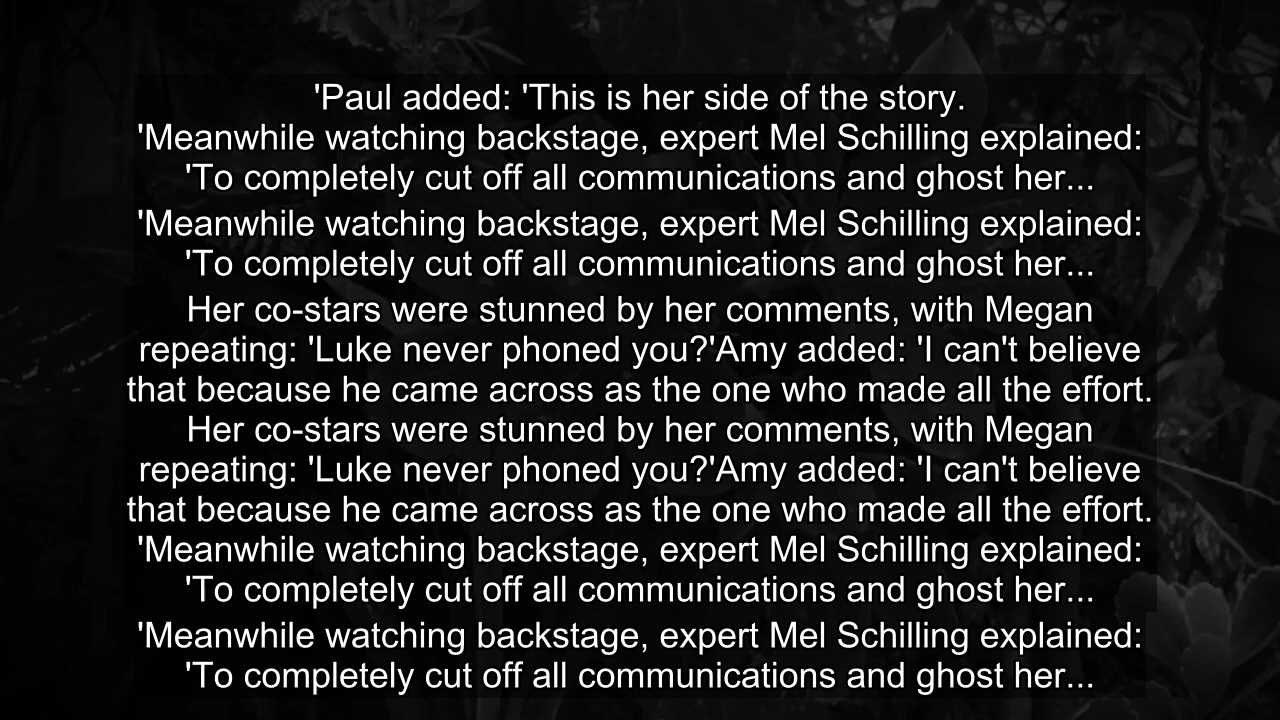 'Paul added: 'This is her side of the story.
'Meanwhile watching backstage, expert Mel Schilling explained:
'To completely cut off all communications and ghost her...
'Meanwhile watching backstage, expert Mel Schilling explained:
'To completely cut off all communications and ghost her...
Her co-stars were stunned by her comments, with Megan
repeating: 'Luke never phoned you?'Amy added: 'I can't believe
that because he came across as the one who made all the effort.
Her co-stars were stunned by her comments, with Megan
repeating: 'Luke never phoned you?'Amy added: 'I can't believe
that because he came across as the one who made all the effort.
'Meanwhile watching backstage, expert Mel Schilling explained:
'To completely cut off all communications and ghost her...
'Meanwhile watching backstage, expert Mel Schilling explained:
'To completely cut off all communications and ghost her...